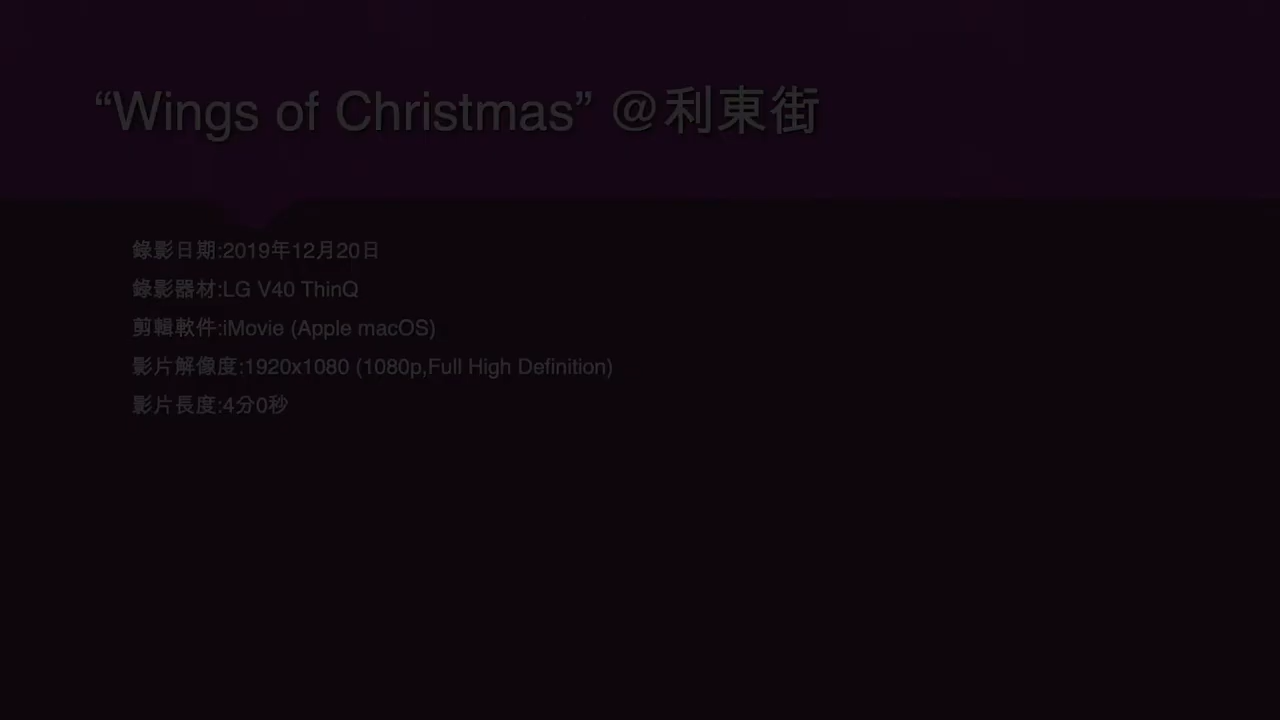 “Wings of Christmas” @利東街
錄影日期:2019年12月20日
錄影器材:LG V40 ThinQ
剪輯軟件:iMovie (Apple macOS)
影片解像度:1920x1080 (1080p,Full High Definition)
影片長度:4分0秒